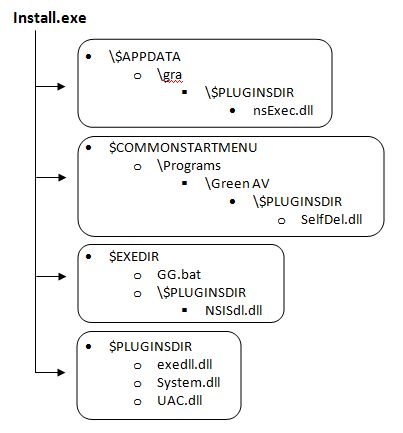 Install.exe
\$APPDATA
\gra
\$PLUGINSDIR
nsExec.dll
$COMMONSTARTMENU
\Programs
\Green AV
\$PLUGINSDIR
SelfDel.dll
$EXEDIR
GG.bat
\$PLUGINSDIR
NSISdl.dll
$PLUGINSDIR
exedll.dll
System.dll
UAC.dll